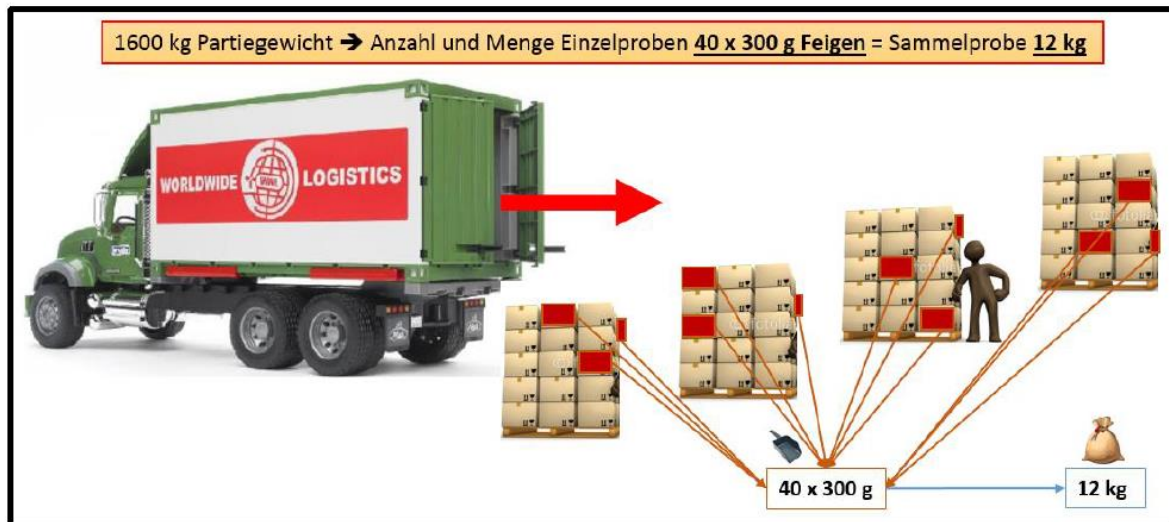 1600 kg Partiegewicht ➔ Anzahl und Menge Einzelproben 40 x 300 g Feigen = Sammelprobe 12 kg
WORLDWIDE LOGISTICS
40 x 300 g
12 kg